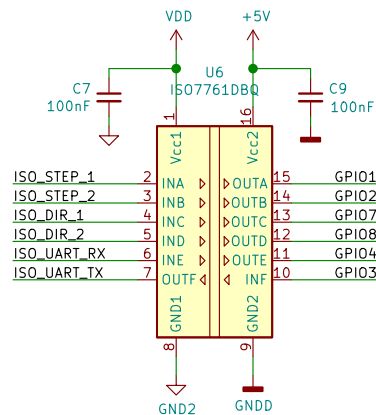 VDD +5V
C7 U6 C9
100nF ISO7761DBQ 100nF
1 16
Vcc1 Vcc2
ISO_STEP_1 2 INA OUTA 15 GPIO1
ISO_STEP_2 3 INB OUTB 14 GPIO2
ISO_DIR_1 4 INC OUTC 13 GPIO7
ISO_DIR_2 5 IND OUTD 12 GPIO8
ISO_UART_RX 6 INE OUTE 11 GPIO4
ISO_UART_TX 7 OUTF INF 10 GPIO3
GND1 GND2
8 9
GND2 GNDD